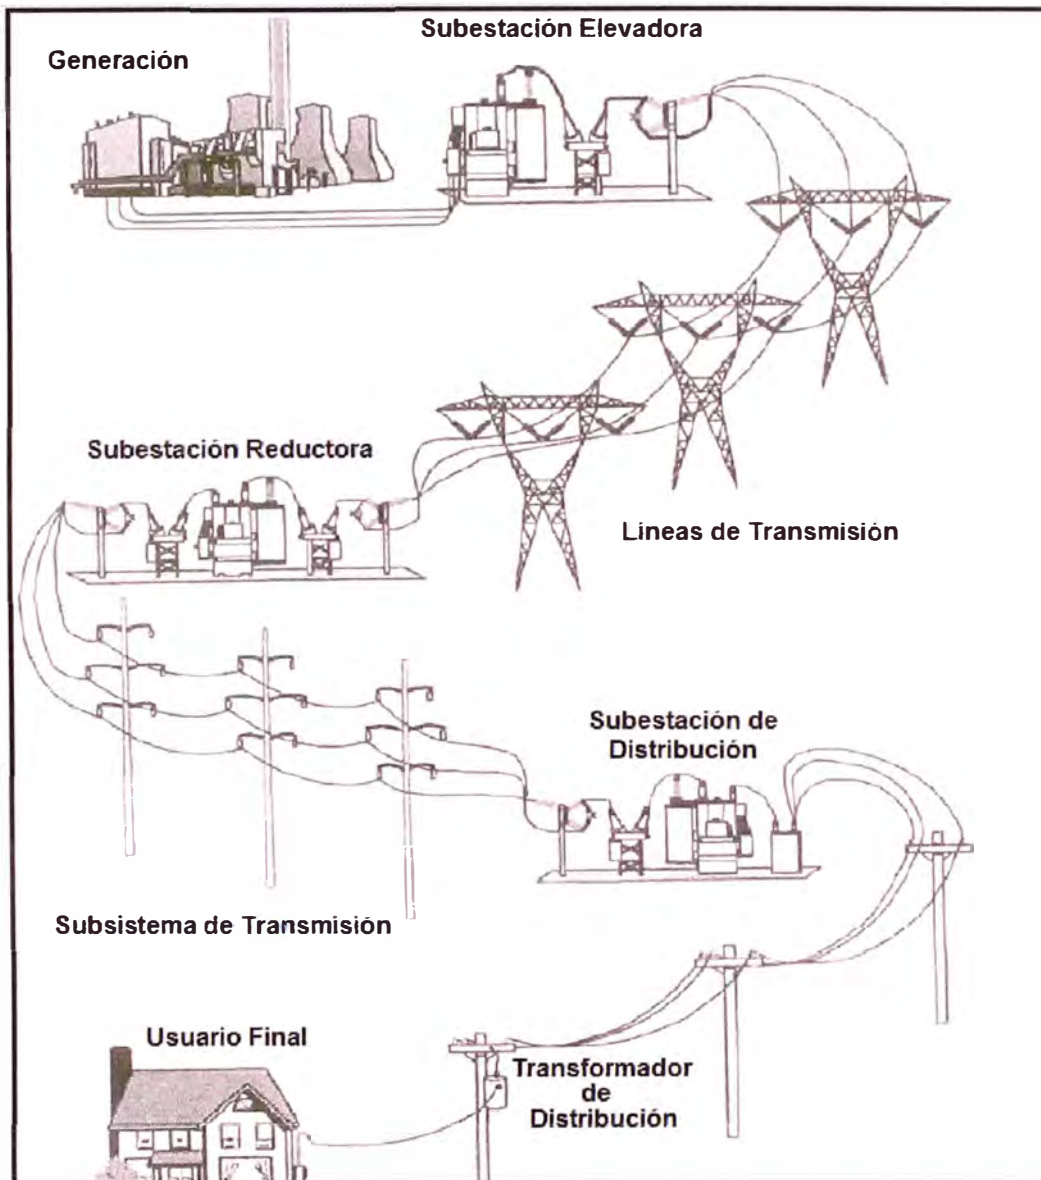 Subestación Elevadora
Generación
Subestación Reductora
Líneas de Transmisión
Subestación de
Distribución
Subsistema de Transmisión
Usuario Final
Transformador
de
Distribución